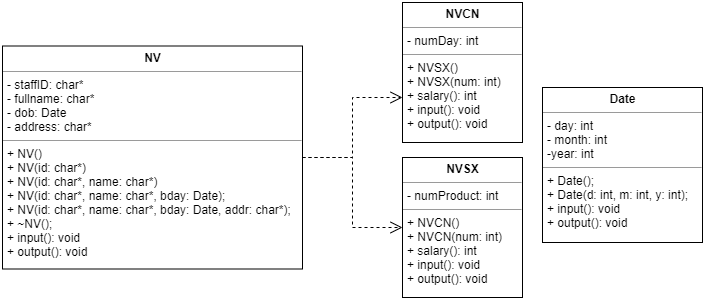 NV
- staffID: char*
- fullname: char*
- dob: Date
- address: char*
+ NV()
+ NV(id: char*)
+ NV(id: char*, name: char*)
+ NV(id: char*, name: char*, bday: Date);
+ NV(id: char*, name: char*, bday: Date, addr: char*);
+ ~NV();
+ input(): void
+ output(): void
NVCN
- numDay: int
+ NVSX()
+ NVSX(num: int)
+ salary(): int
+ input(): void
+ output(): void
NVSX
- numProduct: int
+ NVCN()
+ NVCN(num: int)
+ salary(): int
+ input(): void
+ output(): void
Date
- day: int
- month: int
-year: int
+ Date();
+ Date(d: int, m: int, y: int);
+ input(): void
+ output(): void